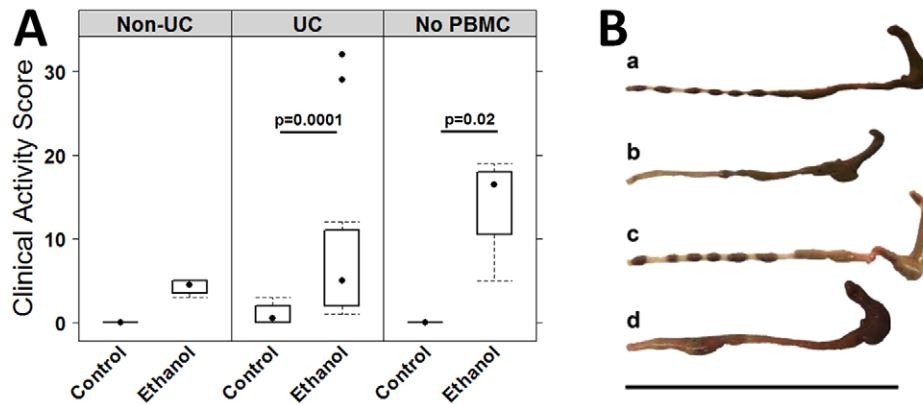 A
Non-UC UC No PBMC
Clinical Activity Score
30
20
10
0
p=0.0001
p=0.02
Control
Ethanol
Control
Ethanol
Control
Ethanol
B
a
b
c
d